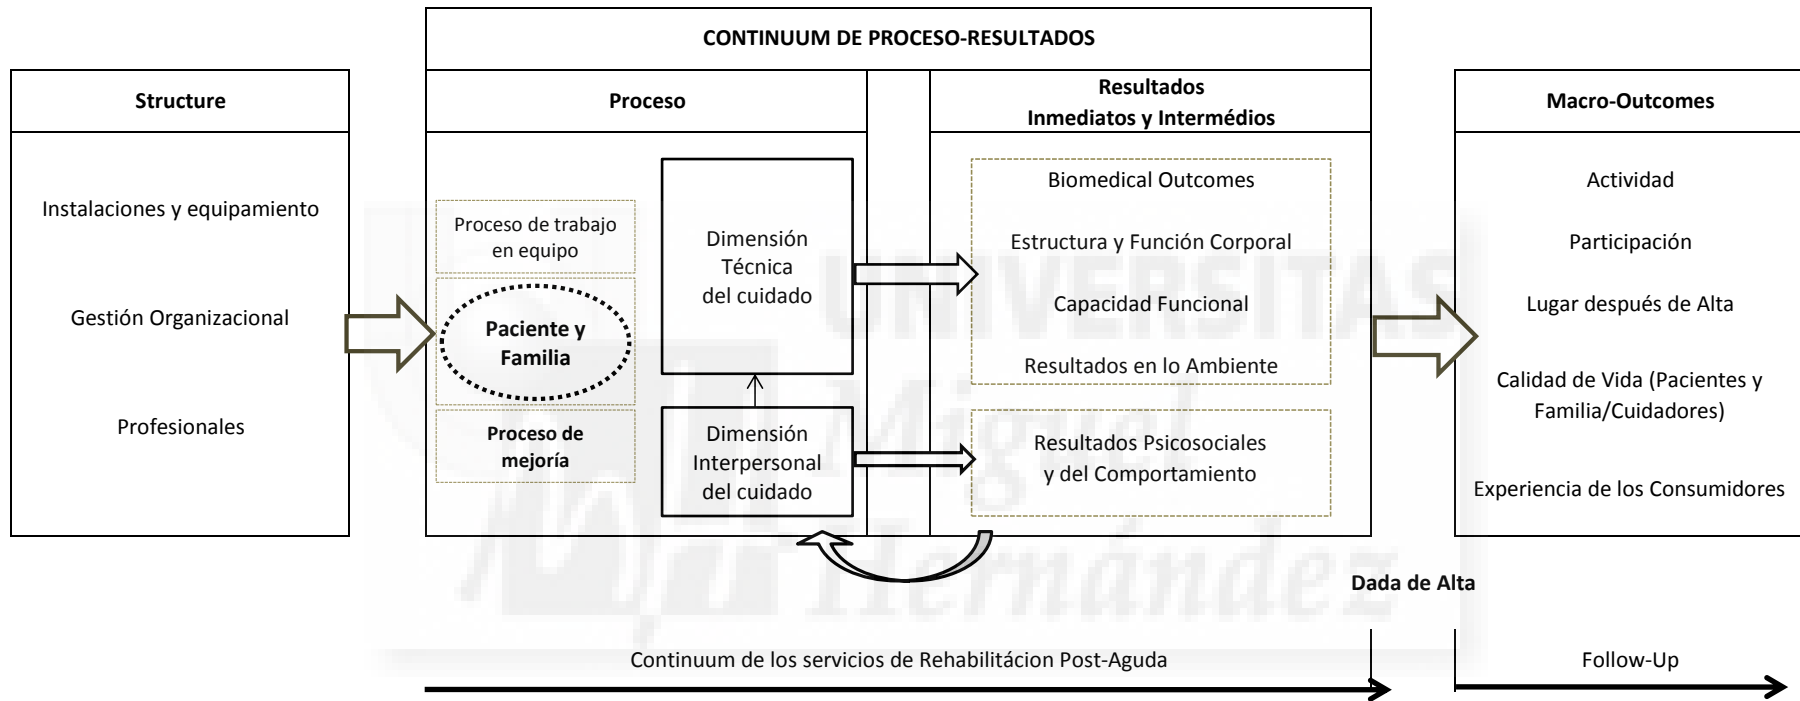 CONTINUUM DE PROCESO-RESULTADOS
Structure
Instalaciones y equipamiento
Gestión Organizacional
Profesionales
Proceso
Proceso de trabajo
en equipo
Paciente y
Familia
Proceso de
mejoría
Dimensión
Técnica
del cuidado
Dimensión
Interpersonal
del cuidado
Resultados
Inmediatos y Intermédios
Biomedical Outcomes
Estructura y Función Corporal
Capacidad Funcional
Resultados en lo Ambiente
Resultados Psicosociales
y del Comportamiento
Macro-Outcomes
Actividad
Participación
Lugar después de Alta
Calidad de Vida (Pacientes y
Familia/Cuidadores)
Experiencia de los Consumidores
Dada de Alta
Continuum de los servicios de Rehabilitácion Post-Aguda
Follow-Up
UNIVERSITAS
Miguel
Hernández